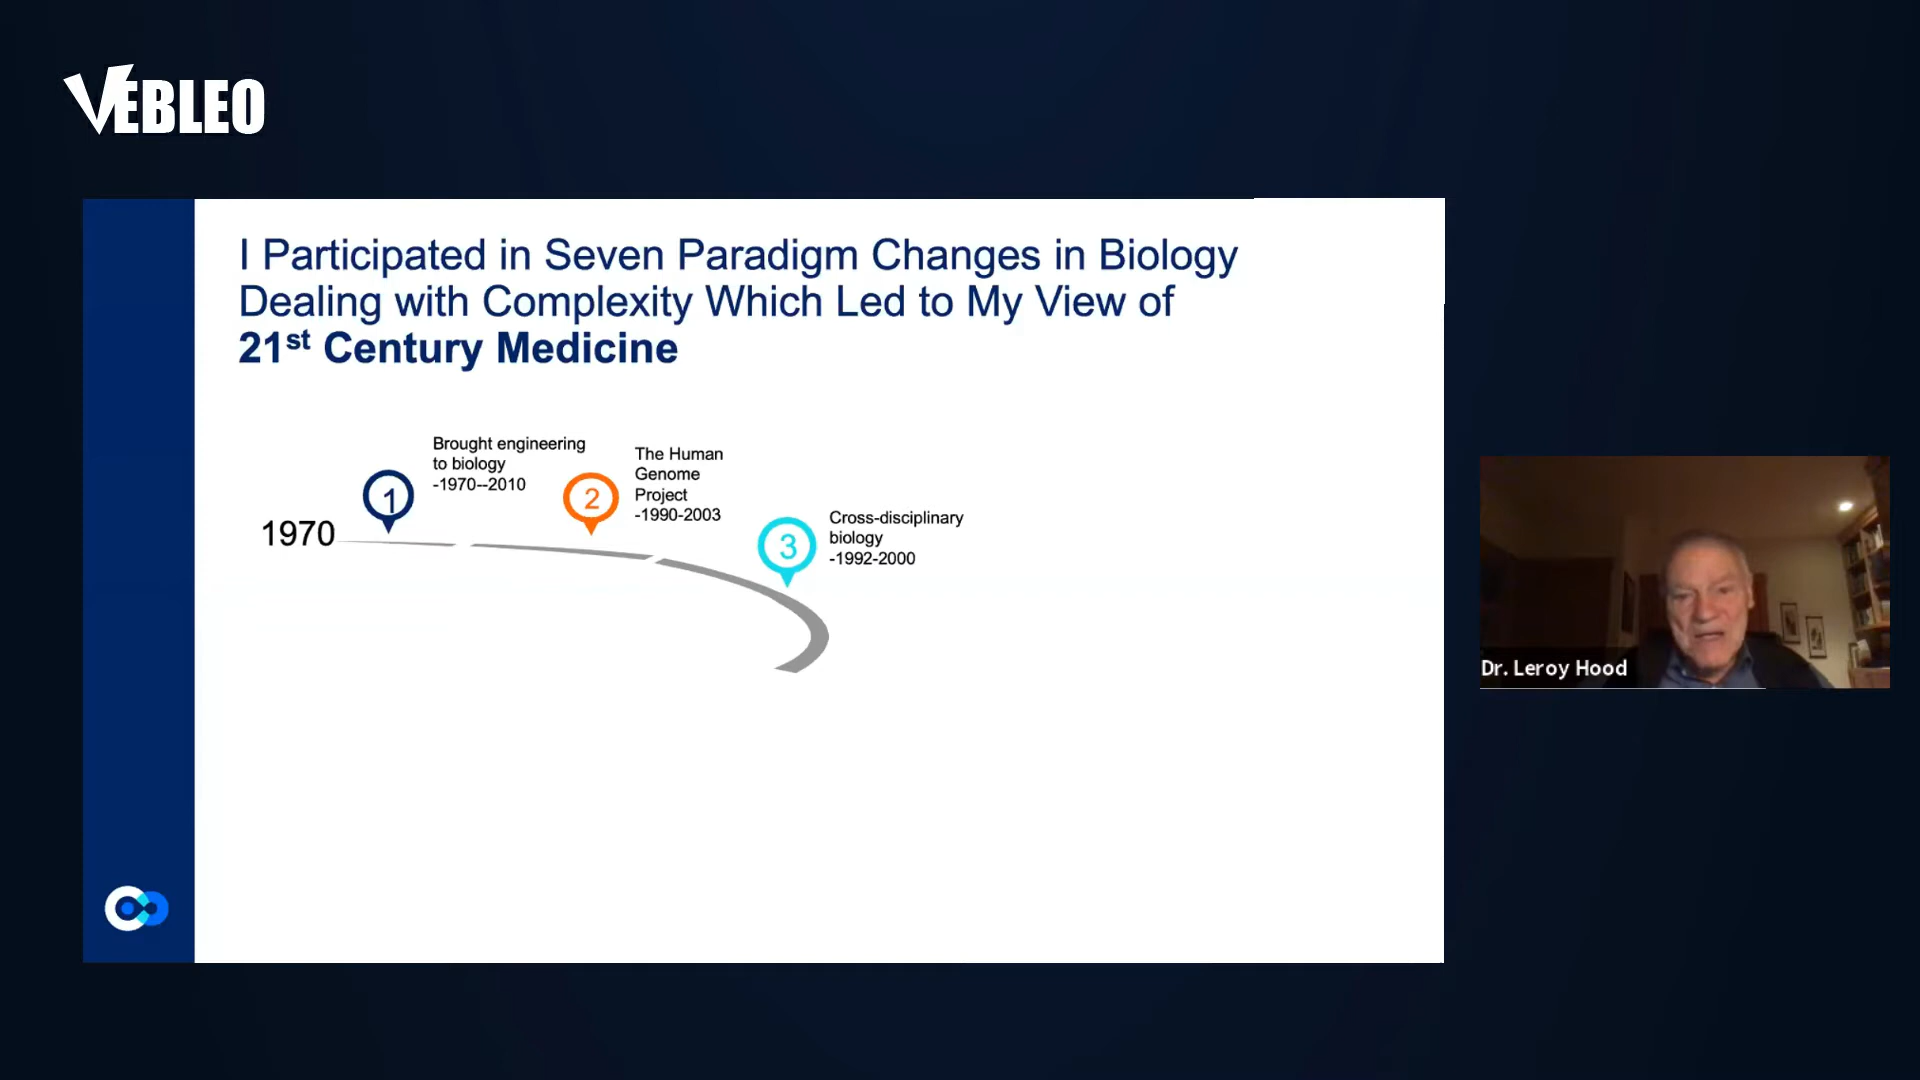 VEBLEO
I Participated in Seven Paradigm Changes in Biology
Dealing with Complexity Which Led to My View of
21st Century Medicine
1970
1
Brought engineering
to biology
-1970--2010
2
The Human
Genome
Project
-1990-2003
3
Cross-disciplinary
biology
-1992-2000
Dr. Leroy Hood